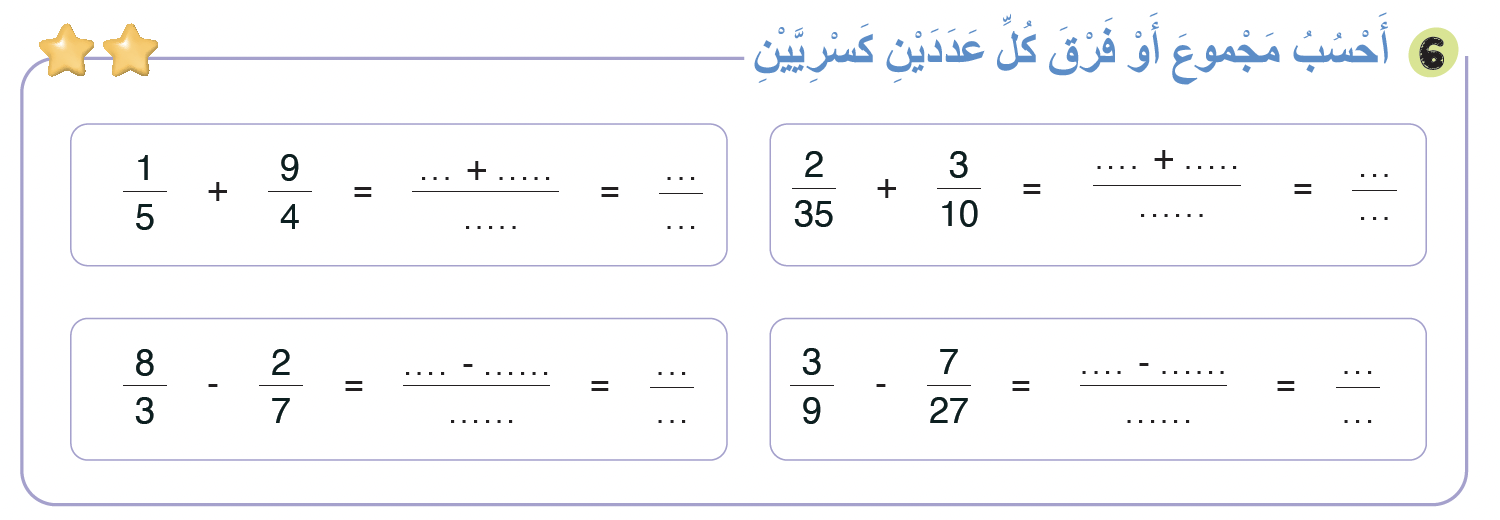 6 أَحْسُبُ مَجْموعَ أَوْ فَرْقَ كُلِّ عَدَدَيْنِ كَسْرِيَّيْنِ
1/5 + 9/4 = ... + ..... / ..... = ... / ...
2/35 + 3/10 = .... + ..... / ...... = ... / ...
8/3 - 2/7 = .... - ...... / ...... = ... / ...
3/9 - 7/27 = .... - ...... / ...... = ... / ...